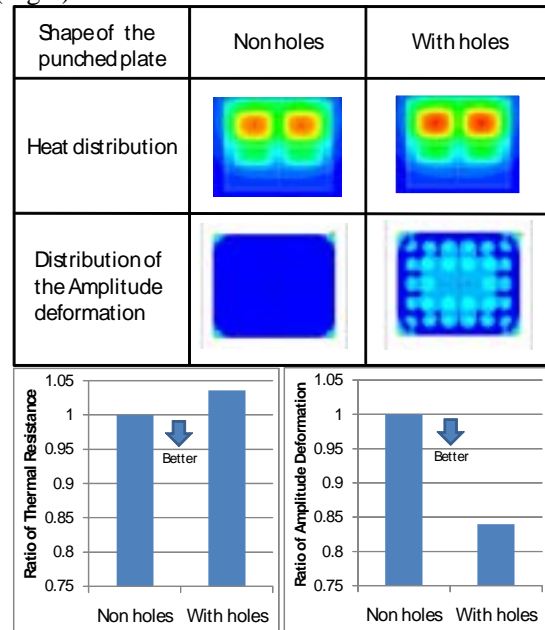 Shape of the punched plate
Non holes
With holes
Heat distribution
Distribution of
the Amplitude
deformation
Ratio of Thermal Resistance
1.05
1
0.95
0.9
0.85
0.8
0.75
Better
Non holes
With holes
Ratio of Amplitude Deformation
1.05
1
0.95
0.9
0.85
0.8
0.75
Better
Non holes
With holes